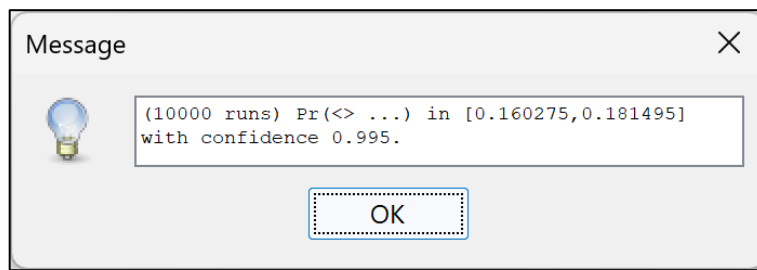 Message
(10000 runs) Pr(<> ...) in [0.160275,0.181495]
with confidence 0.995.
OK